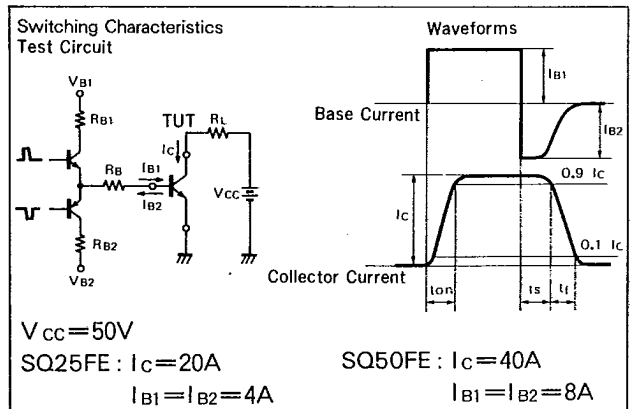 Switching Characteristics
Test Circuit
Waveforms
VB1
RB1
TUT
RL
IC
RB
IB1
IB2
VCC
RB2
VB2
IB1
Base Current
IB2
0.9 IC
IC
0.1 IC
Collector Current
ton
ts
tf
VCC=50V
SQ25FE : IC=20A
SQ50FE : IC=40A
IB1=IB2=4A
IB1=IB2=8A